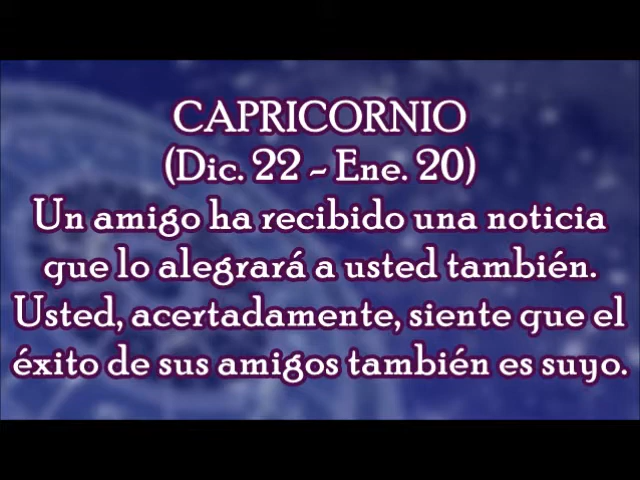 CAPRICORNIO
(Dic. 22 - Ene. 20)
Un amigo ha recibido una noticia
que lo alegrará a usted también.
Usted, acertadamente, siente que el
éxito de sus amigos también es suyo.